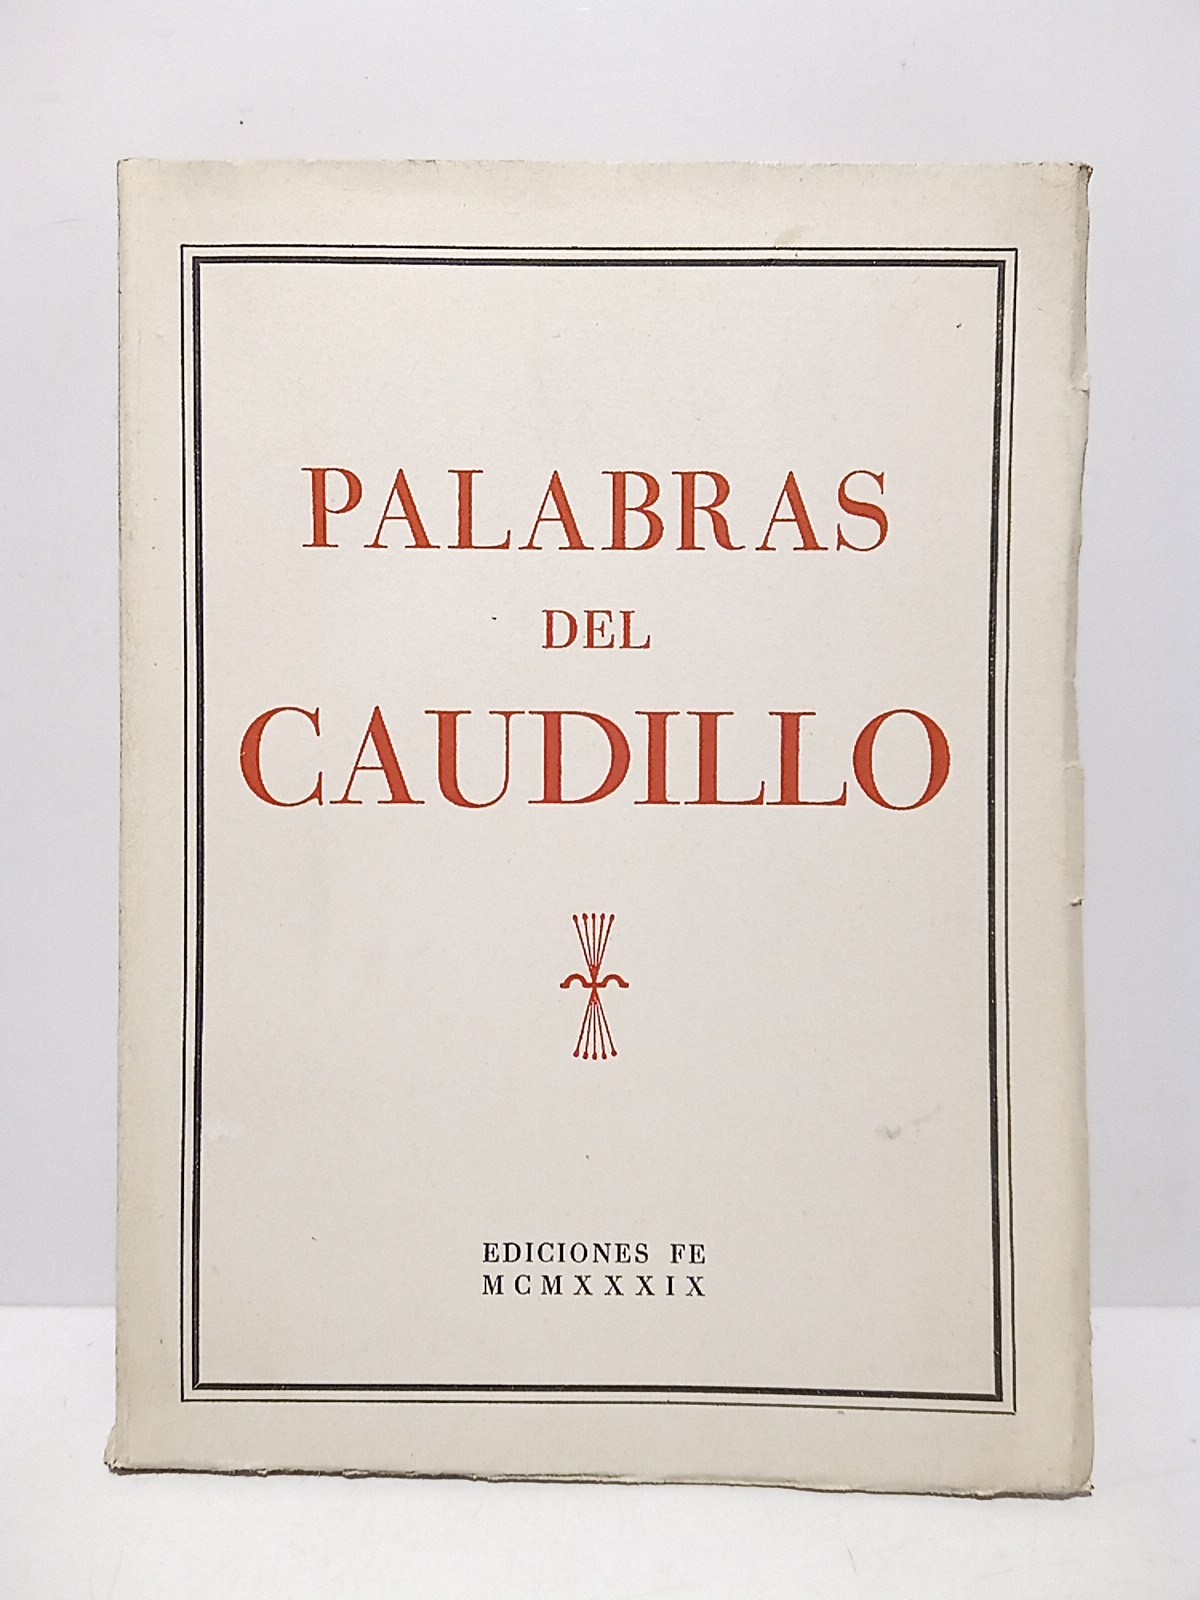 PALABRAS
DEL
CAUDILLO
EDICIONES FE
MCMXXXIX